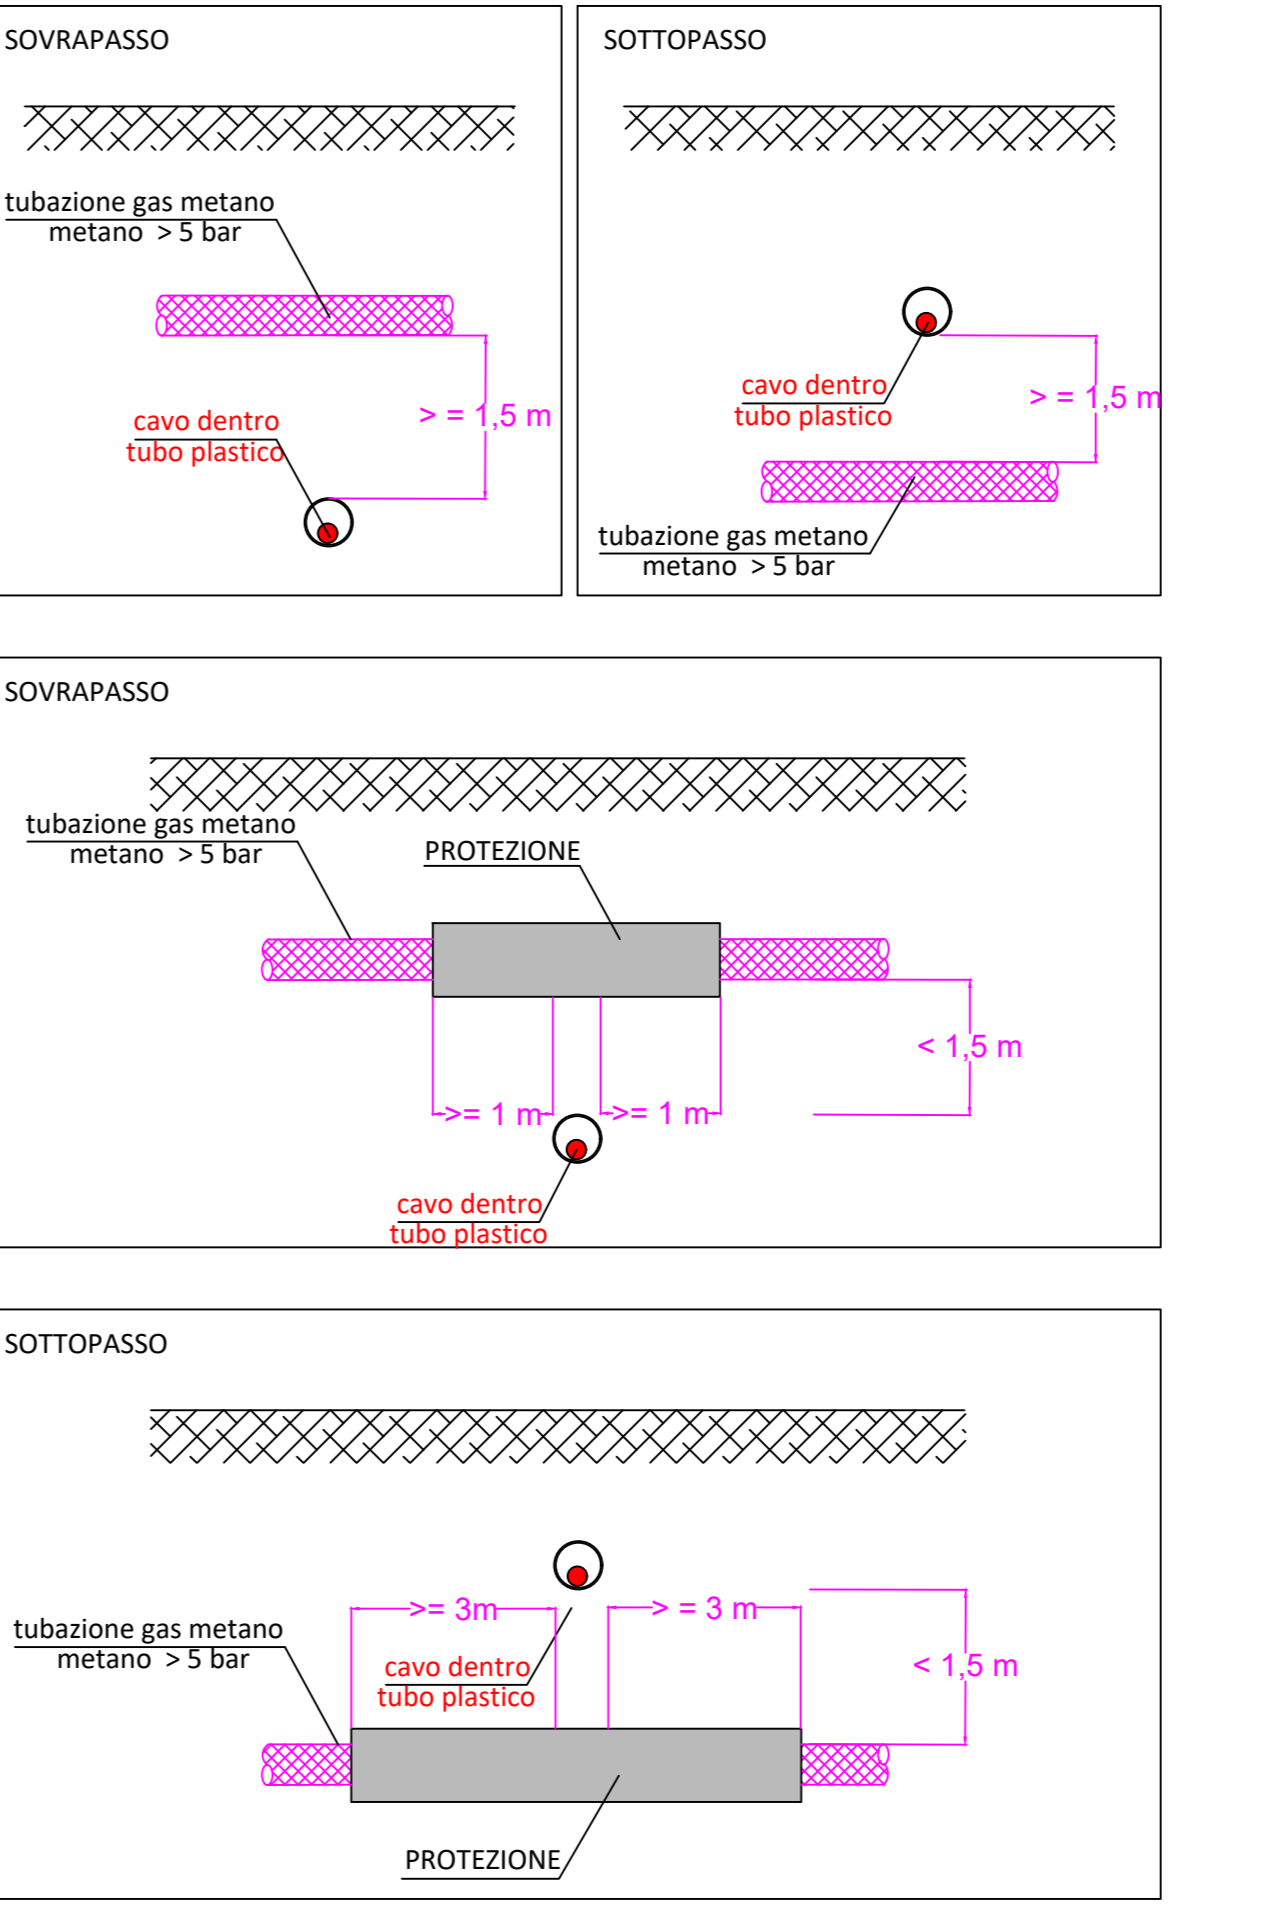 SOVRAPASSO
tubazione gas metano
metano > 5 bar
> = 1,5 m
cavo dentro
tubo plastico
SOTTOPASSO
cavo dentro
tubo plastico
> = 1,5 m
tubazione gas metano
metano > 5 bar
SOVRAPASSO
tubazione gas metano
metano > 5 bar
PROTEZIONE
< 1,5 m
>= 1 m
>= 1 m
cavo dentro
tubo plastico
SOTTOPASSO
>= 3m
> = 3 m
tubazione gas metano
metano > 5 bar
cavo dentro
tubo plastico
< 1,5 m
PROTEZIONE